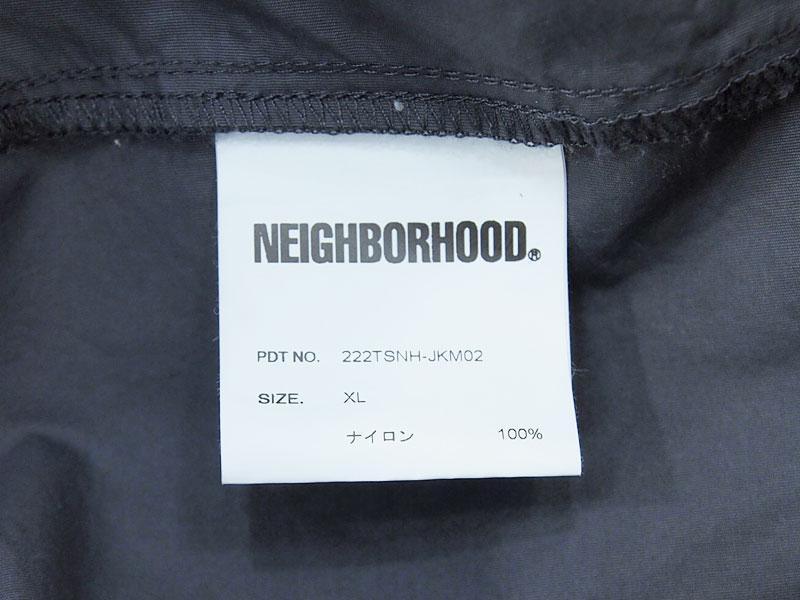 NEIGHBORHOOD®
PDT NO. 222TSNH-JKM02
SIZE. XL
ナイロン 100%